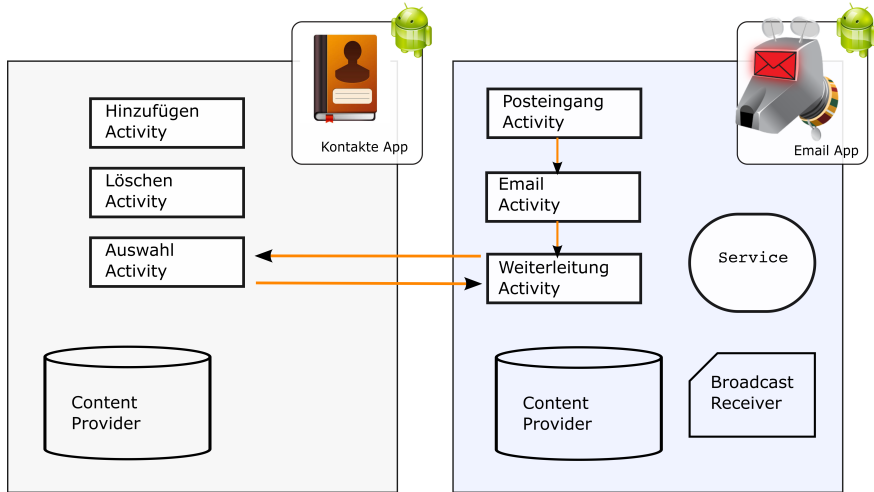 Kontakte App
Hinzufügen
Activity
Löschen
Activity
Auswahl
Activity
Content
Provider
Email App
Posteingang
Activity
Email
Activity
Weiterleitung
Activity
Service
Content
Provider
Broadcast
Receiver